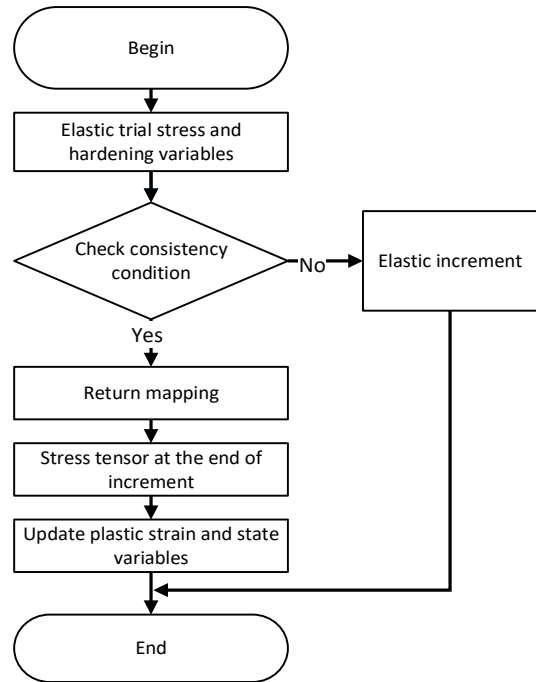 Begin
Elastic trial stress and
hardening variables
Check consistency
condition
No
Elastic increment
Yes
Return mapping
Stress tensor at the end of
increment
Update plastic strain and state
variables
End